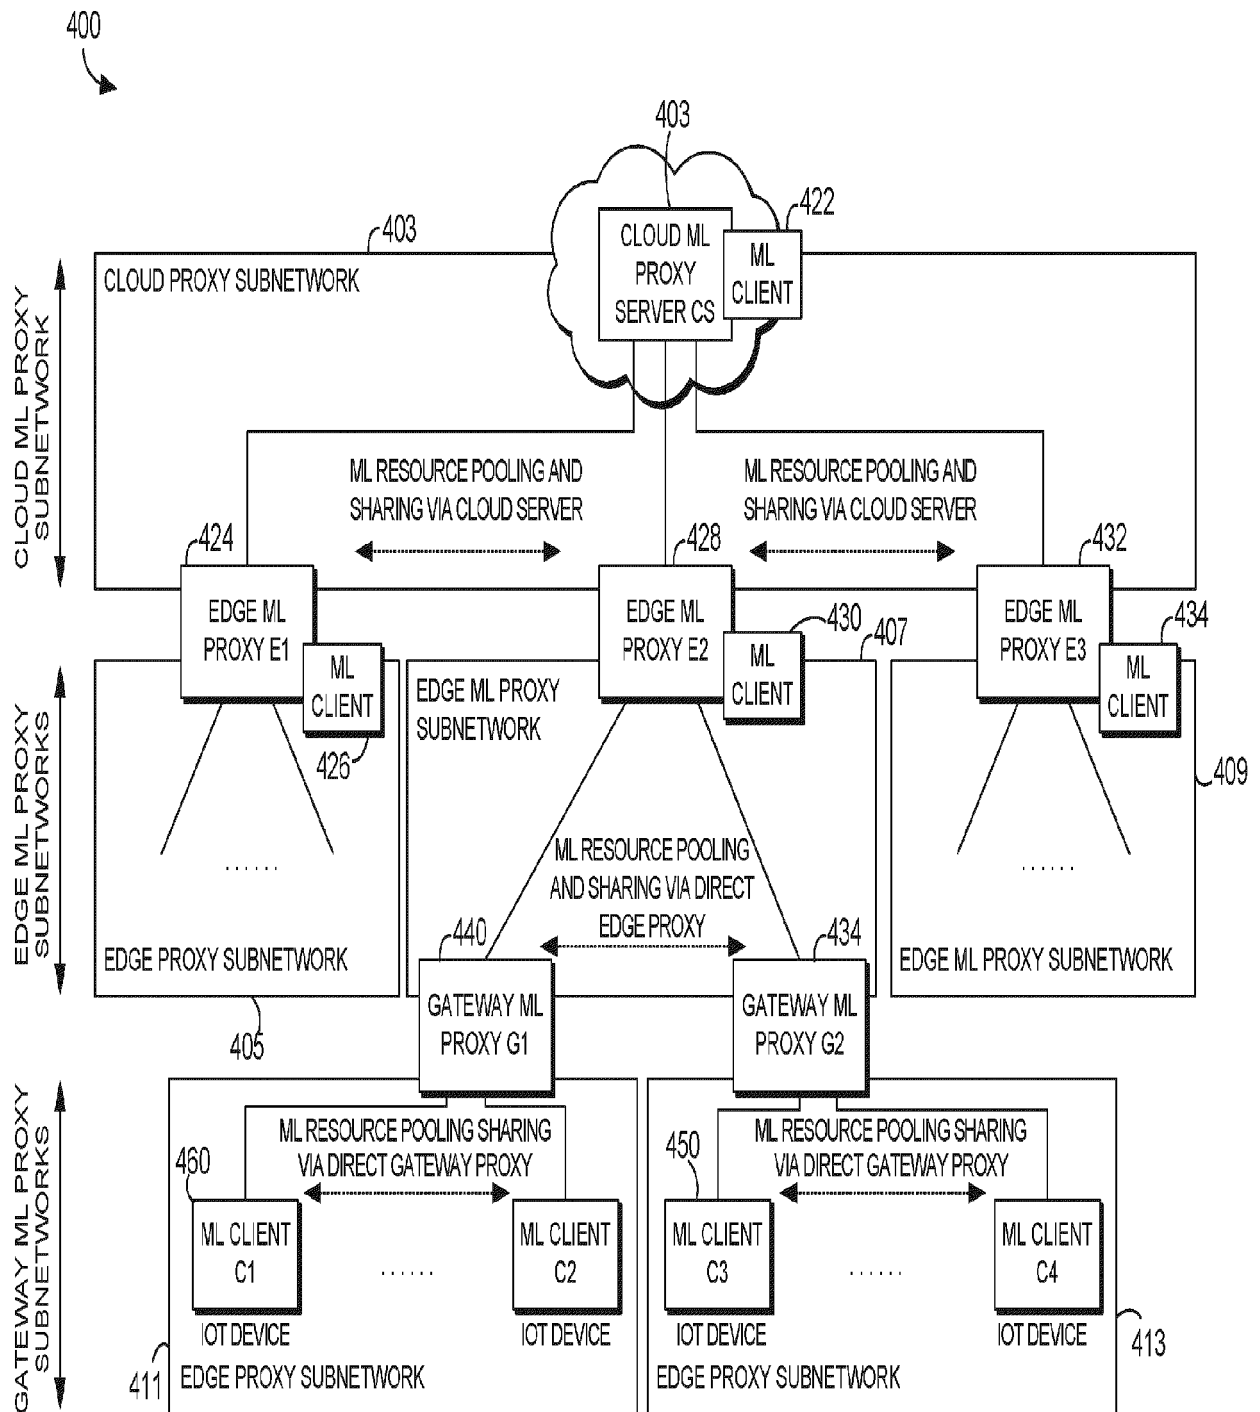 400
403
422
CLOUD ML
PROXY
SERVER CS
ML
CLIENT
403
CLOUD PROXY SUBNETWORK
CLOUD ML PROXY
SUBNETWORK
ML RESOURCE POOLING AND
SHARING VIA CLOUD SERVER
ML RESOURCE POOLING AND
SHARING VIA CLOUD SERVER
424
428
432
EDGE ML
PROXY E1
ML
CLIENT
426
EDGE ML
PROXY E2
430
ML
CLIENT
407
EDGE ML
PROXY E3
434
ML
CLIENT
409
EDGE ML PROXY
SUBNETWORKS
EDGE ML PROXY
SUBNETWORK
......
......
ML RESOURCE POOLING
AND SHARING VIA DIRECT
EDGE PROXY
EDGE PROXY SUBNETWORK
405
440
434
EDGE ML PROXY SUBNETWORK
GATEWAY ML
PROXY G1
GATEWAY ML
PROXY G2
GATEWAY ML PROXY
SUBNETWORKS
ML RESOURCE POOLING SHARING
VIA DIRECT GATEWAY PROXY
ML RESOURCE POOLING SHARING
VIA DIRECT GATEWAY PROXY
460
450
ML CLIENT
C1
......
ML CLIENT
C2
ML CLIENT
C3
......
ML CLIENT
C4
IOT DEVICE
IOT DEVICE
IOT DEVICE
IOT DEVICE
411
EDGE PROXY SUBNETWORK
EDGE PROXY SUBNETWORK
413